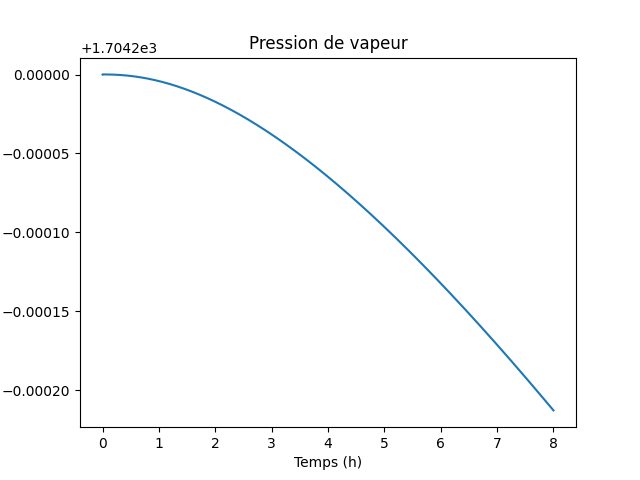 Pression de vapeur
+1.7042e3
0.00000
−0.00005
−0.00010
−0.00015
−0.00020
0 1 2 3 4 5 6 7 8
Temps (h)